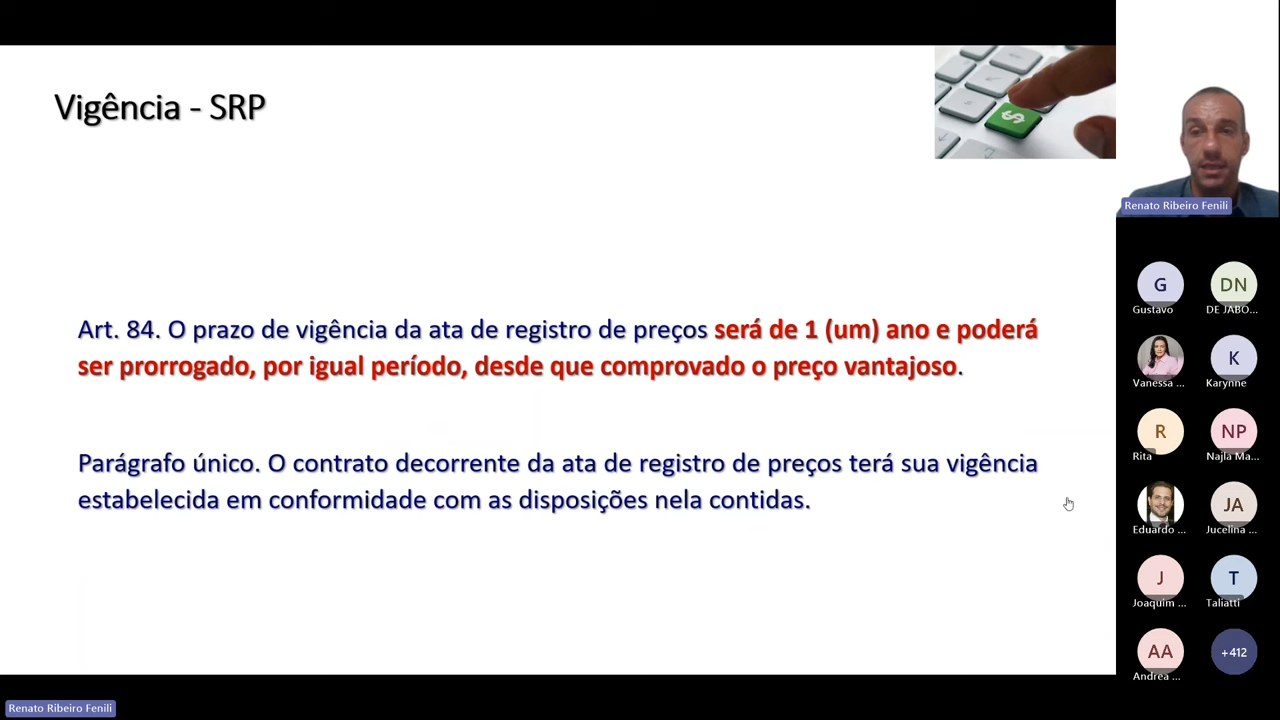 Vigência - SRP
Art. 84. O prazo de vigência da ata de registro de preços será de 1 (um) ano e poderá
ser prorrogado, por igual período, desde que comprovado o preço vantajoso.
Parágrafo único. O contrato decorrente da ata de registro de preços terá sua vigência
estabelecida em conformidade com as disposições nela contidas.
$
Renato Ribeiro Fenili
G
Gustavo
DN
DE JABO...
Vanessa ...
K
Karynne
R
Rita
NP
Najla Ma...
Eduardo ...
JA
Jucelina ...
J
Joaquim ...
T
Taliatti
AA
Andrea ...
+412
Renato Ribeiro Fenili